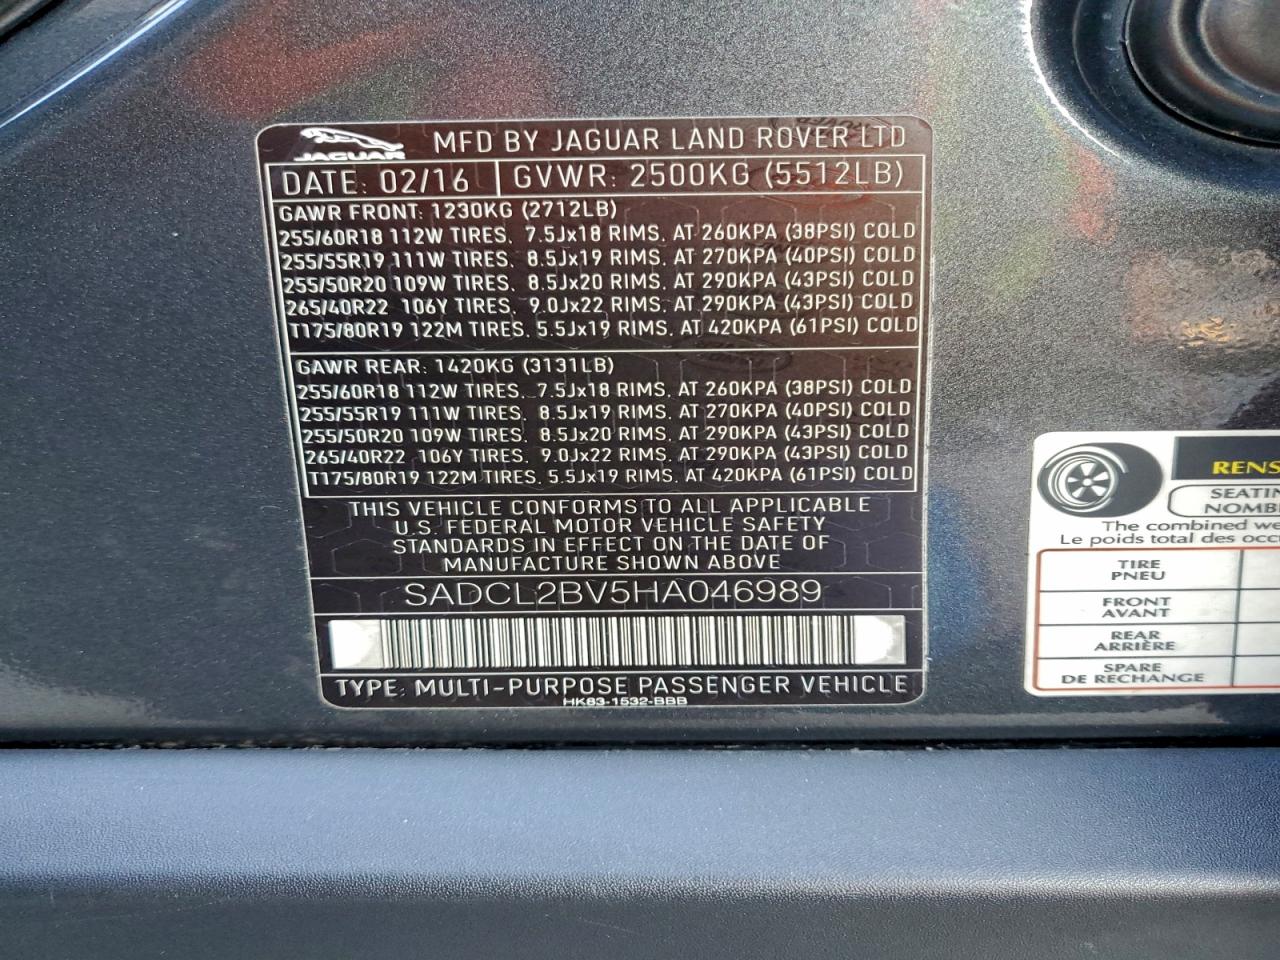 JAGUAR
MFD BY JAGUAR LAND ROVER LTD
DATE: 02/16 GVWR: 2500KG (5512LB)
GAWR FRONT: 1230KG (2712LB)
255/60R18 112W TIRES, 7.5Jx18 RIMS, AT 260KPA (38PSI) COLD
255/55R19 111W TIRES, 8.5Jx19 RIMS, AT 270KPA (40PSI) COLD
255/50R20 109W TIRES, 8.5Jx20 RIMS, AT 290KPA (43PSI) COLD
265/40R22 106Y TIRES, 9.0Jx22 RIMS, AT 290KPA (43PSI) COLD
T175/80R19 122M TIRES, 5.5Jx19 RIMS, AT 420KPA (61PSI) COLD
GAWR REAR: 1420KG (3131LB)
255/60R18 112W TIRES, 7.5Jx18 RIMS, AT 260KPA (38PSI) COLD
255/55R19 111W TIRES, 8.5Jx19 RIMS, AT 270KPA (40PSI) COLD
255/50R20 109W TIRES, 8.5Jx20 RIMS, AT 290KPA (43PSI) COLD
265/40R22 106Y TIRES, 9.0Jx22 RIMS, AT 290KPA (43PSI) COLD
T175/80R19 122M TIRES, 5.5Jx19 RIMS, AT 420KPA (61PSI) COLD
THIS VEHICLE CONFORMS TO ALL APPLICABLE
U.S. FEDERAL MOTOR VEHICLE SAFETY
STANDARDS IN EFFECT ON THE DATE OF
MANUFACTURE SHOWN ABOVE
SADCL2BV5HA046989
TYPE: MULTI-PURPOSE PASSENGER VEHICLE
HK83-1532-BBB
RENS
SEATIN
NOMB
The combined we
Le poids total des occ
TIRE
PNEU
FRONT
AVANT
REAR
ARRIÈRE
SPARE
DE RECHANGE